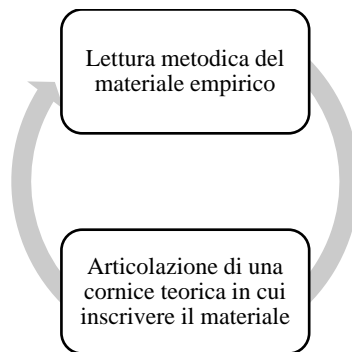 Lettura metodica del
materiale empirico
Articolazione di una
cornice teorica in cui
inscrivere il materiale